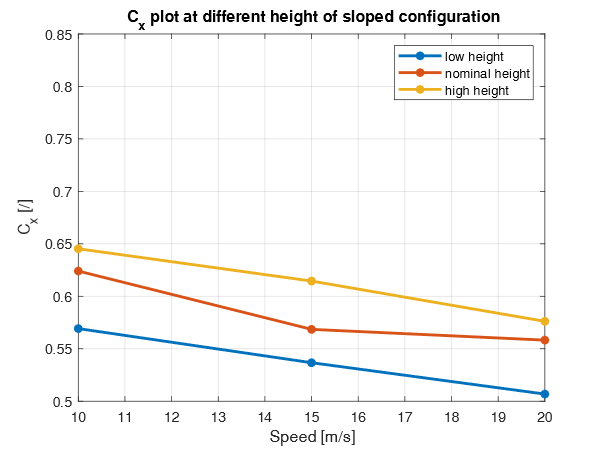 Cx plot at different height of sloped configuration
0.85
0.8
0.75
0.7
0.65
0.6
0.55
0.5
Cx [/]
low height
nominal height
high height
10 11 12 13 14 15 16 17 18 19 20
Speed [m/s]